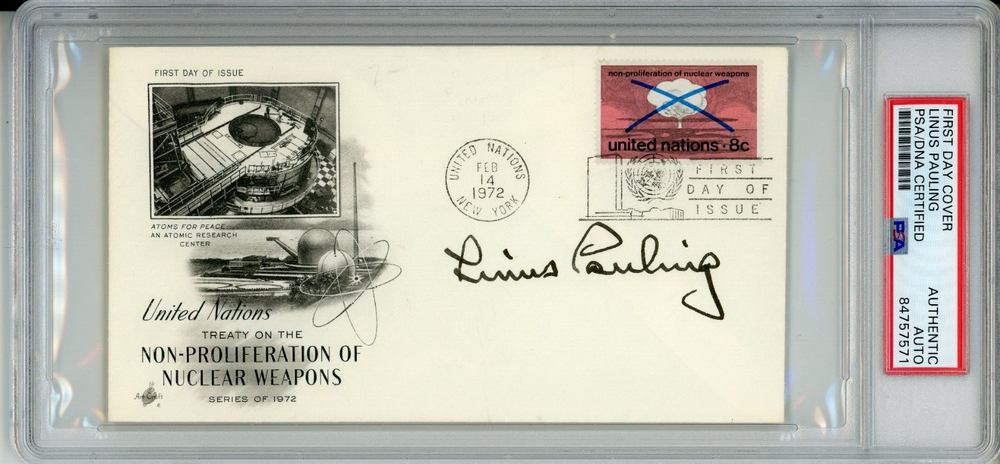 FIRST DAY OF ISSUE
ATOMS FOR PEACE...
AN ATOMIC RESEARCH
CENTER
United Nations
TREATY ON THE
NON-PROLIFERATION OF
NUCLEAR WEAPONS
SERIES OF 1972
ArtCraft
®
UNITED NATIONS
FEB
14
1972
NEW YORK
non-proliferation of nuclear weapons
united nations · 8c
FIRST
DAY OF
ISSUE
Linus Pauling
FIRST DAY COVER
LINUS PAULING
PSA/DNA CERTIFIED
PSA
AUTHENTIC
AUTO
84757571